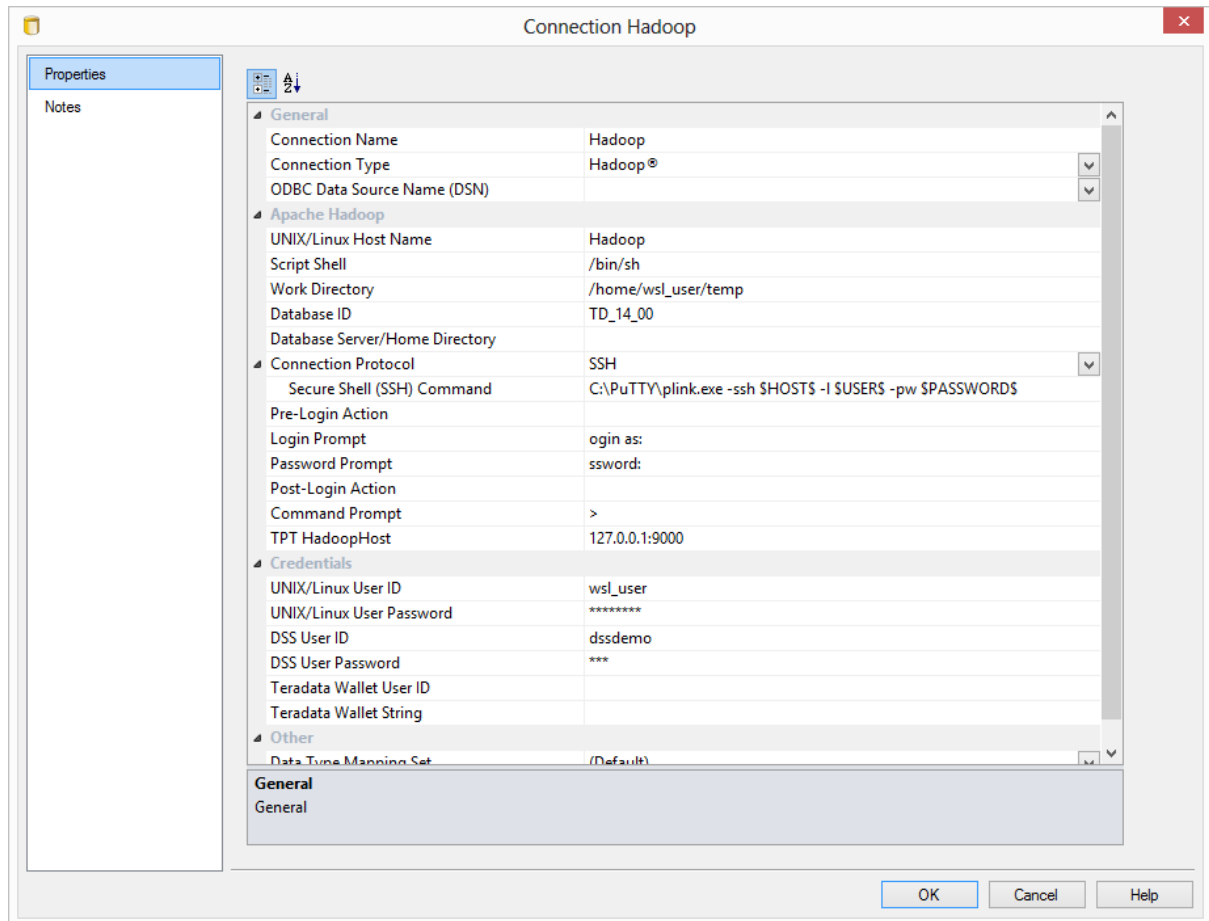 Connection Hadoop
Properties
Notes
General
Connection Name Hadoop
Connection Type Hadoop®
ODBC Data Source Name (DSN)
Apache Hadoop
UNIX/Linux Host Name Hadoop
Script Shell /bin/sh
Work Directory /home/wsl_user/temp
Database ID TD_14_00
Database Server/Home Directory
Connection Protocol SSH
Secure Shell (SSH) Command C:\PuTTY\plink.exe -ssh $HOST$ -l $USER$ -pw $PASSWORD$
Pre-Login Action
Login Prompt ogin as:
Password Prompt ssword:
Post-Login Action
Command Prompt >
TPT HadoopHost 127.0.0.1:9000
Credentials
UNIX/Linux User ID wsl_user
UNIX/Linux User Password ********
DSS User ID dssdemo
DSS User Password ***
Teradata Wallet User ID
Teradata Wallet String
Other
Data Type Mapping Set (Default)
General
General
OK Cancel Help